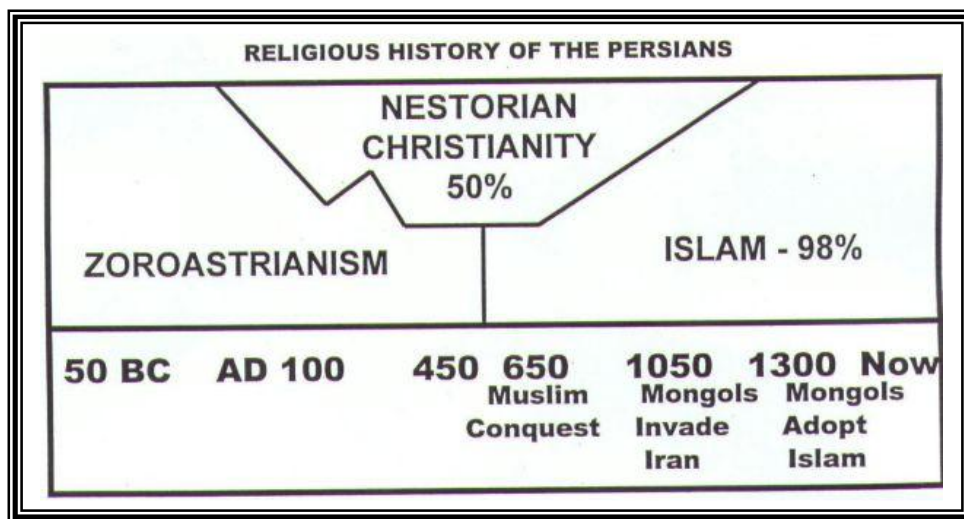 RELIGIOUS HISTORY OF THE PERSIANS
NESTORIAN
CHRISTIANITY
50%
ZOROASTRIANISM
ISLAM - 98%
50 BC AD 100 450 650 1050 1300 Now
Muslim Mongols Mongols
Conquest Invade Adopt
Iran Islam